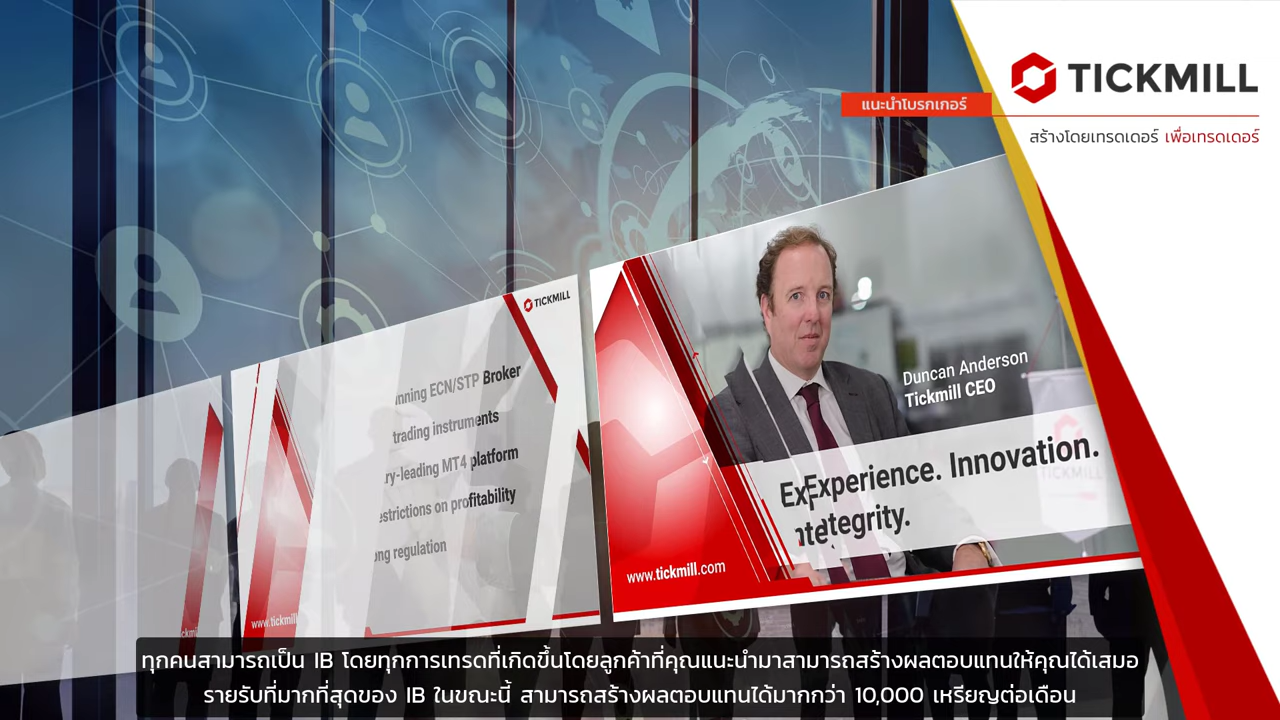 TICKMILL
แนะนำโบรกเกอร์
สร้างโดยเทรดเดอร์ เพื่อเทรดเดอร์
TICKMILL
ECN/STP Broker
trading instruments
MT4 platform
on profitability
regulation
Duncan Anderson
Tickmill CEO
Experience. Innovation.
Integrity.
www.tickmill.com
ทุกคนสามารถเป็น IB โดยทุกการเทรดที่เกิดขึ้นโดยลูกค้าที่คุณแนะนำมาสามารถสร้างผลตอบแทนให้คุณได้เสมอ
รายรับที่มากที่สุดของ IB ในขณะนี้ สามารถสร้างผลตอบแทนได้มากกว่า 10,000 เหรียญต่อเดือน